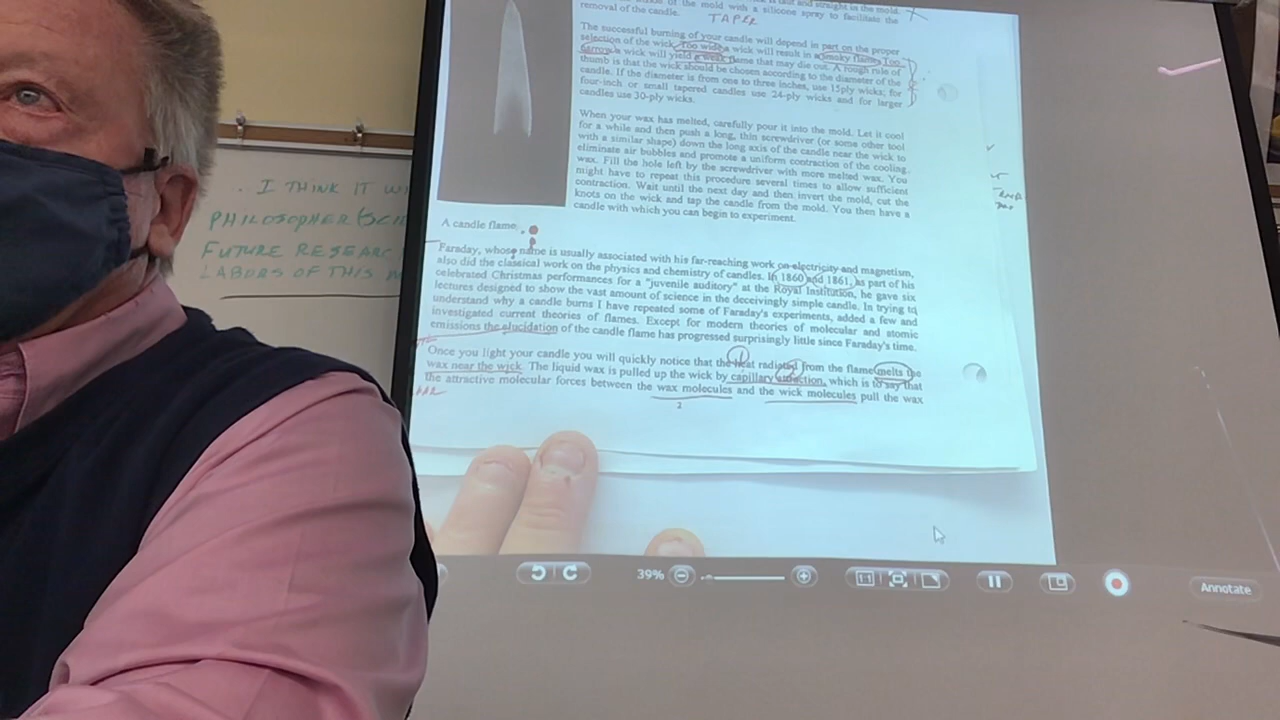 of the mold with a silicone spray to facilitate the
removal of the candle.
TAPER
The successful burning of your candle will depend in part on the proper
selection of the wick. Too wide a wick will result in a smoky flame. Too
narrow a wick will yield a weak flame that may die out. A rough rule of
thumb is that the wick should be chosen according to the diameter of the
candle. If the diameter is from one to three inches, use 15ply wicks; for
four-inch or small tapered candles use 24-ply wicks and for larger
candles use 30-ply wicks.
When your wax has melted, carefully pour it into the mold. Let it cool
for a while and then push a long, thin screwdriver (or some other tool
with a similar shape) down the long axis of the candle near the wick to
eliminate air bubbles and promote a uniform contraction of the cooling
wax. Fill the hole left by the screwdriver with more melted wax. You
might have to repeat this procedure several times to allow sufficient
contraction. Wait until the next day and then invert the mold, cut the
knots on the wick and tap the candle from the mold. You then have a
candle with which you can begin to experiment.
A candle flame
Faraday, whose name is usually associated with his far-reaching work on electricity and magnetism,
also did the classical work on the physics and chemistry of candles. In 1860 and 1861, as part of his
celebrated Christmas performances for a "juvenile auditory" at the Royal Institution, he gave six
lectures designed to show the vast amount of science in the deceivingly simple candle. In trying to
understand why a candle burns I have repeated some of Faraday's experiments, added a few and
investigated current theories of flames. Except for modern theories of molecular and atomic
emissions the elucidation of the candle flame has progressed surprisingly little since Faraday's time.
Once you light your candle you will quickly notice that the heat radiated from the flame melts the
wax near the wick. The liquid wax is pulled up the wick by capillary attraction, which is to say that
the attractive molecular forces between the wax molecules and the wick molecules pull the wax
2
. I THINK IT WI
PHILOSOPHER (SCIE
FUTURE RESEARC
LABORS OF THIS M
39%
1:1
Annotate